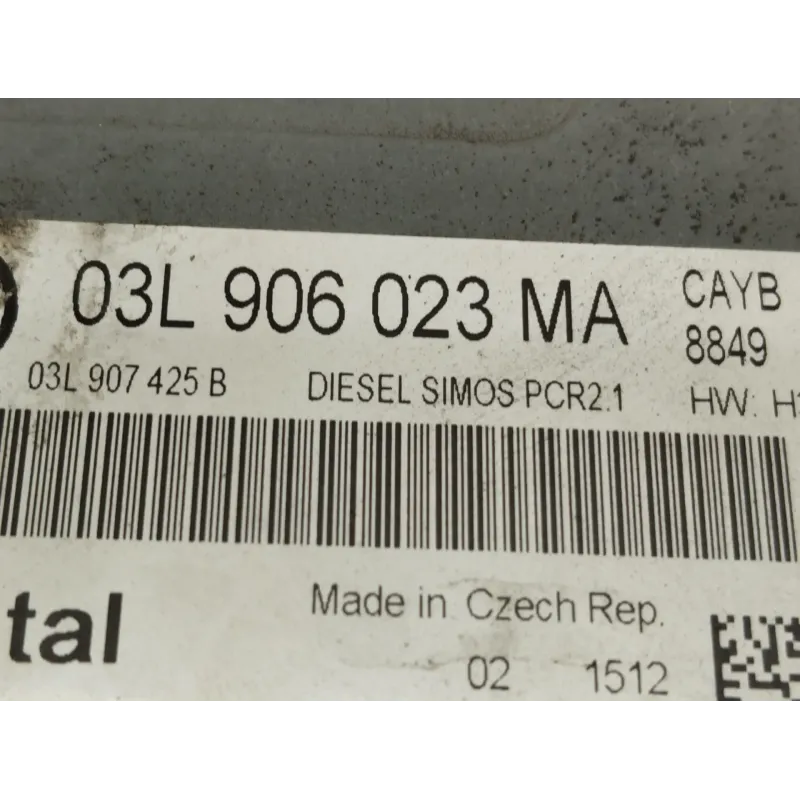 03L 906 023 MA
CAYB
8849
03L 907 425 B DIESEL SIMOS PCR2.1 HW: H
tal
Made in Czech Rep.
02 1512